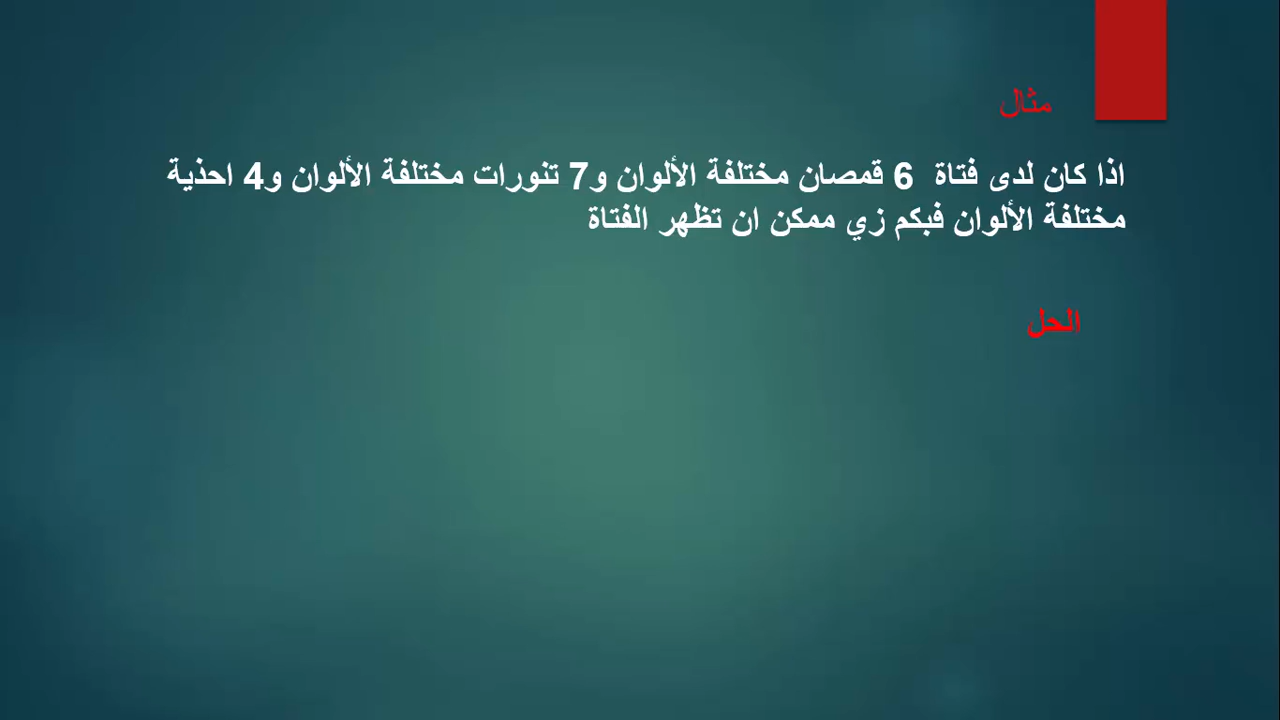 مثال
اذا كان لدى فتاة 6 قمصان مختلفة الألوان و7 تنورات مختلفة الألوان و4 احذية
مختلفة الألوان فبكم زي ممكن ان تظهر الفتاة
الحل